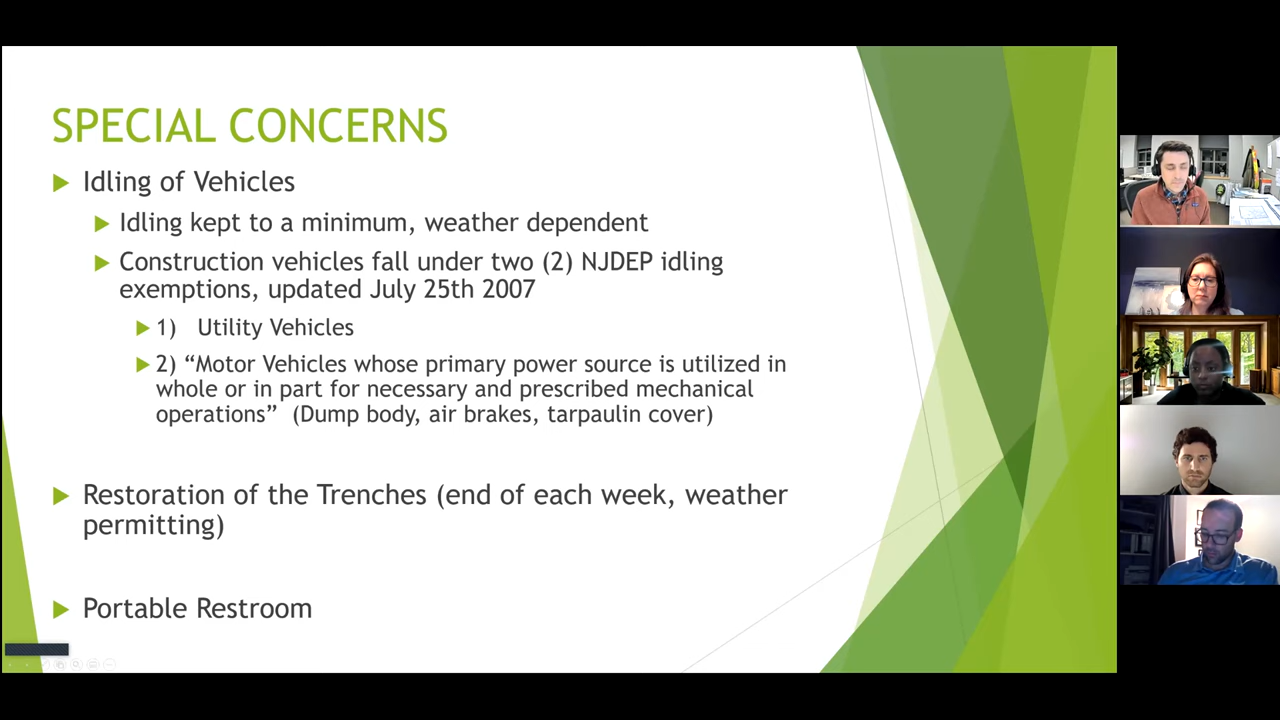 SPECIAL CONCERNS
Idling of Vehicles
Idling kept to a minimum, weather dependent
Construction vehicles fall under two (2) NJDEP idling
exemptions, updated July 25th 2007
1) Utility Vehicles
2) “Motor Vehicles whose primary power source is utilized in
whole or in part for necessary and prescribed mechanical
operations” (Dump body, air brakes, tarpaulin cover)
Restoration of the Trenches (end of each week, weather
permitting)
Portable Restroom